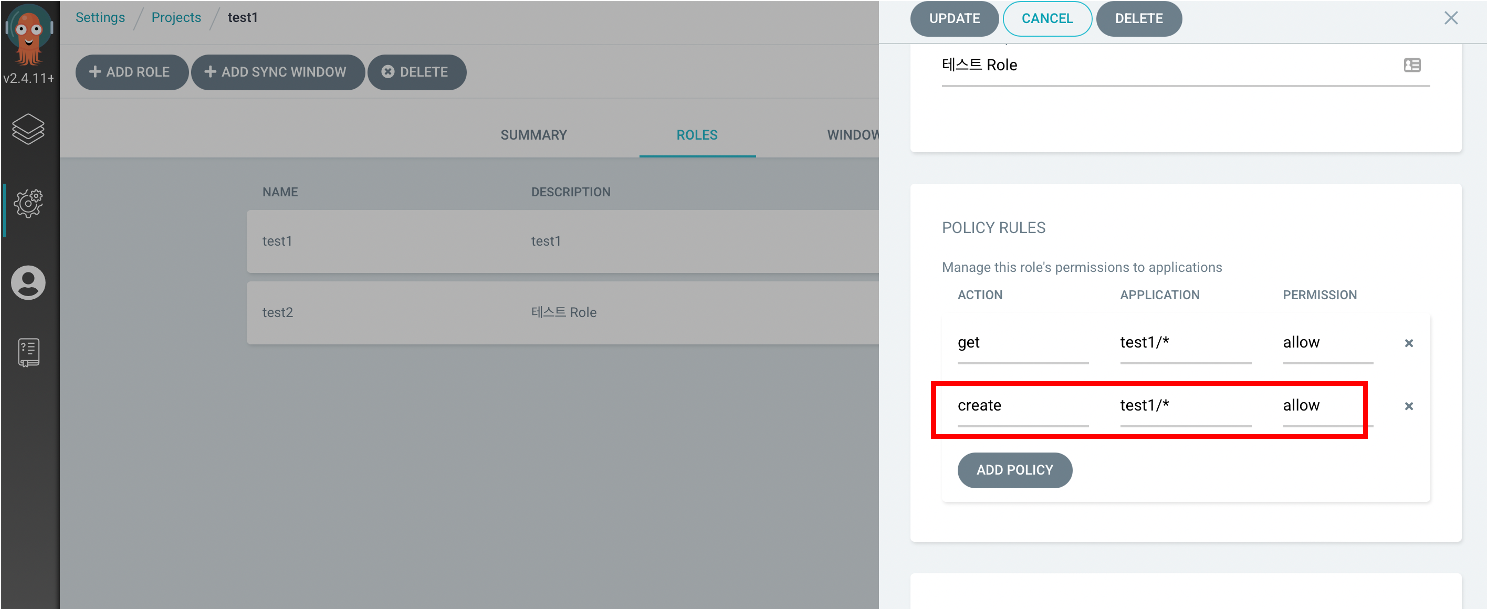 Settings / Projects / test1
v2.4.11+
+ ADD ROLE + ADD SYNC WINDOW DELETE
SUMMARY ROLES WINDOW
NAME DESCRIPTION
test1 test1
test2 테스트 Role
UPDATE CANCEL DELETE
테스트 Role
POLICY RULES
Manage this role's permissions to applications
ACTION APPLICATION PERMISSION
get test1/* allow
create test1/* allow
ADD POLICY